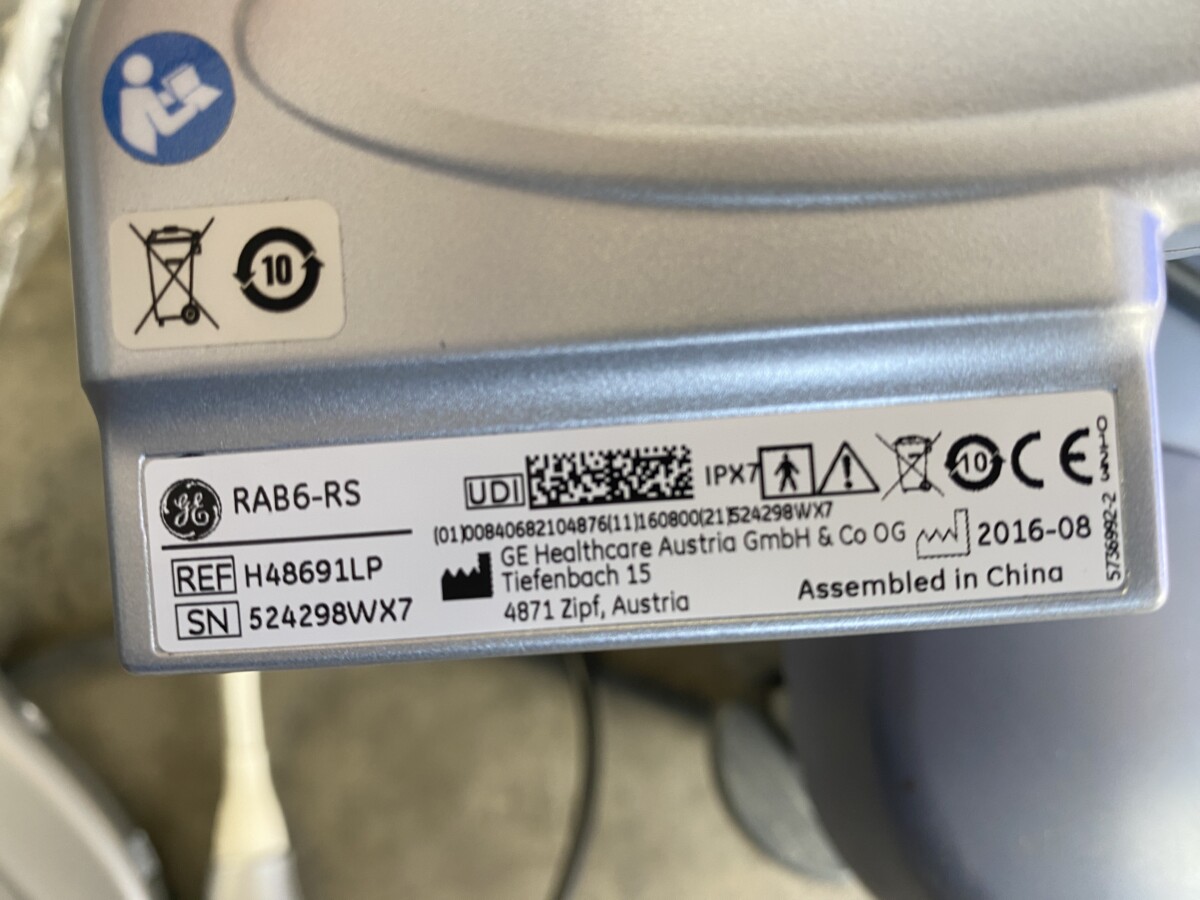 10
GE RAB6-RS
REF H48691LP
SN 524298WX7
UDI
IPX7
10
CE
0123
(01)00840682104876(11)160800(21)524298WX7
GE Healthcare Austria GmbH & Co OG
Tiefenbach 15
4871 Zipf, Austria
2016-08
Assembled in China
5736992-2